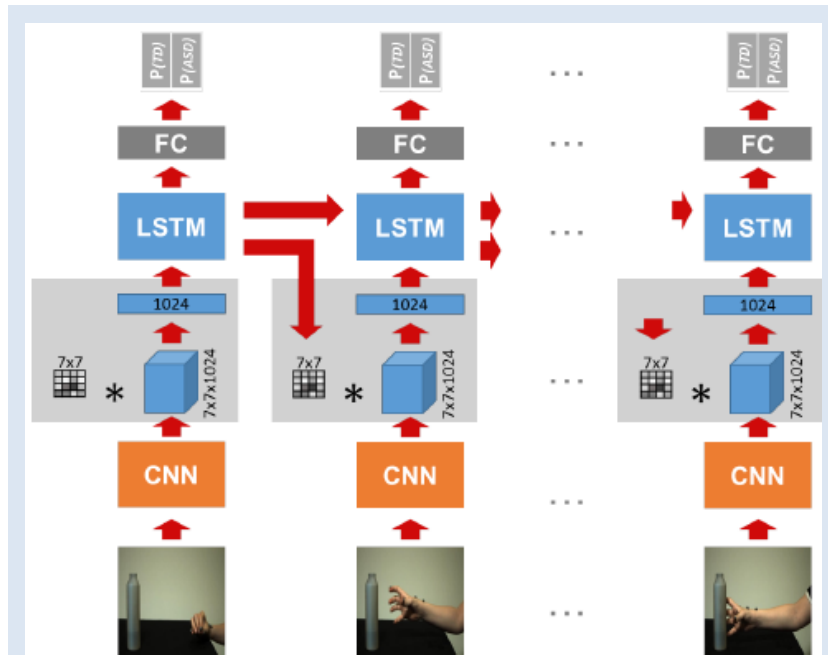 P(TD) P(ASD) P(TD) P(ASD) ... P(TD) P(ASD)
FC FC ... FC
LSTM LSTM ... LSTM
1024 1024 1024
7x7 * 7x7x1024 7x7 * 7x7x1024 ... 7x7 * 7x7x1024
CNN CNN ... CNN
...